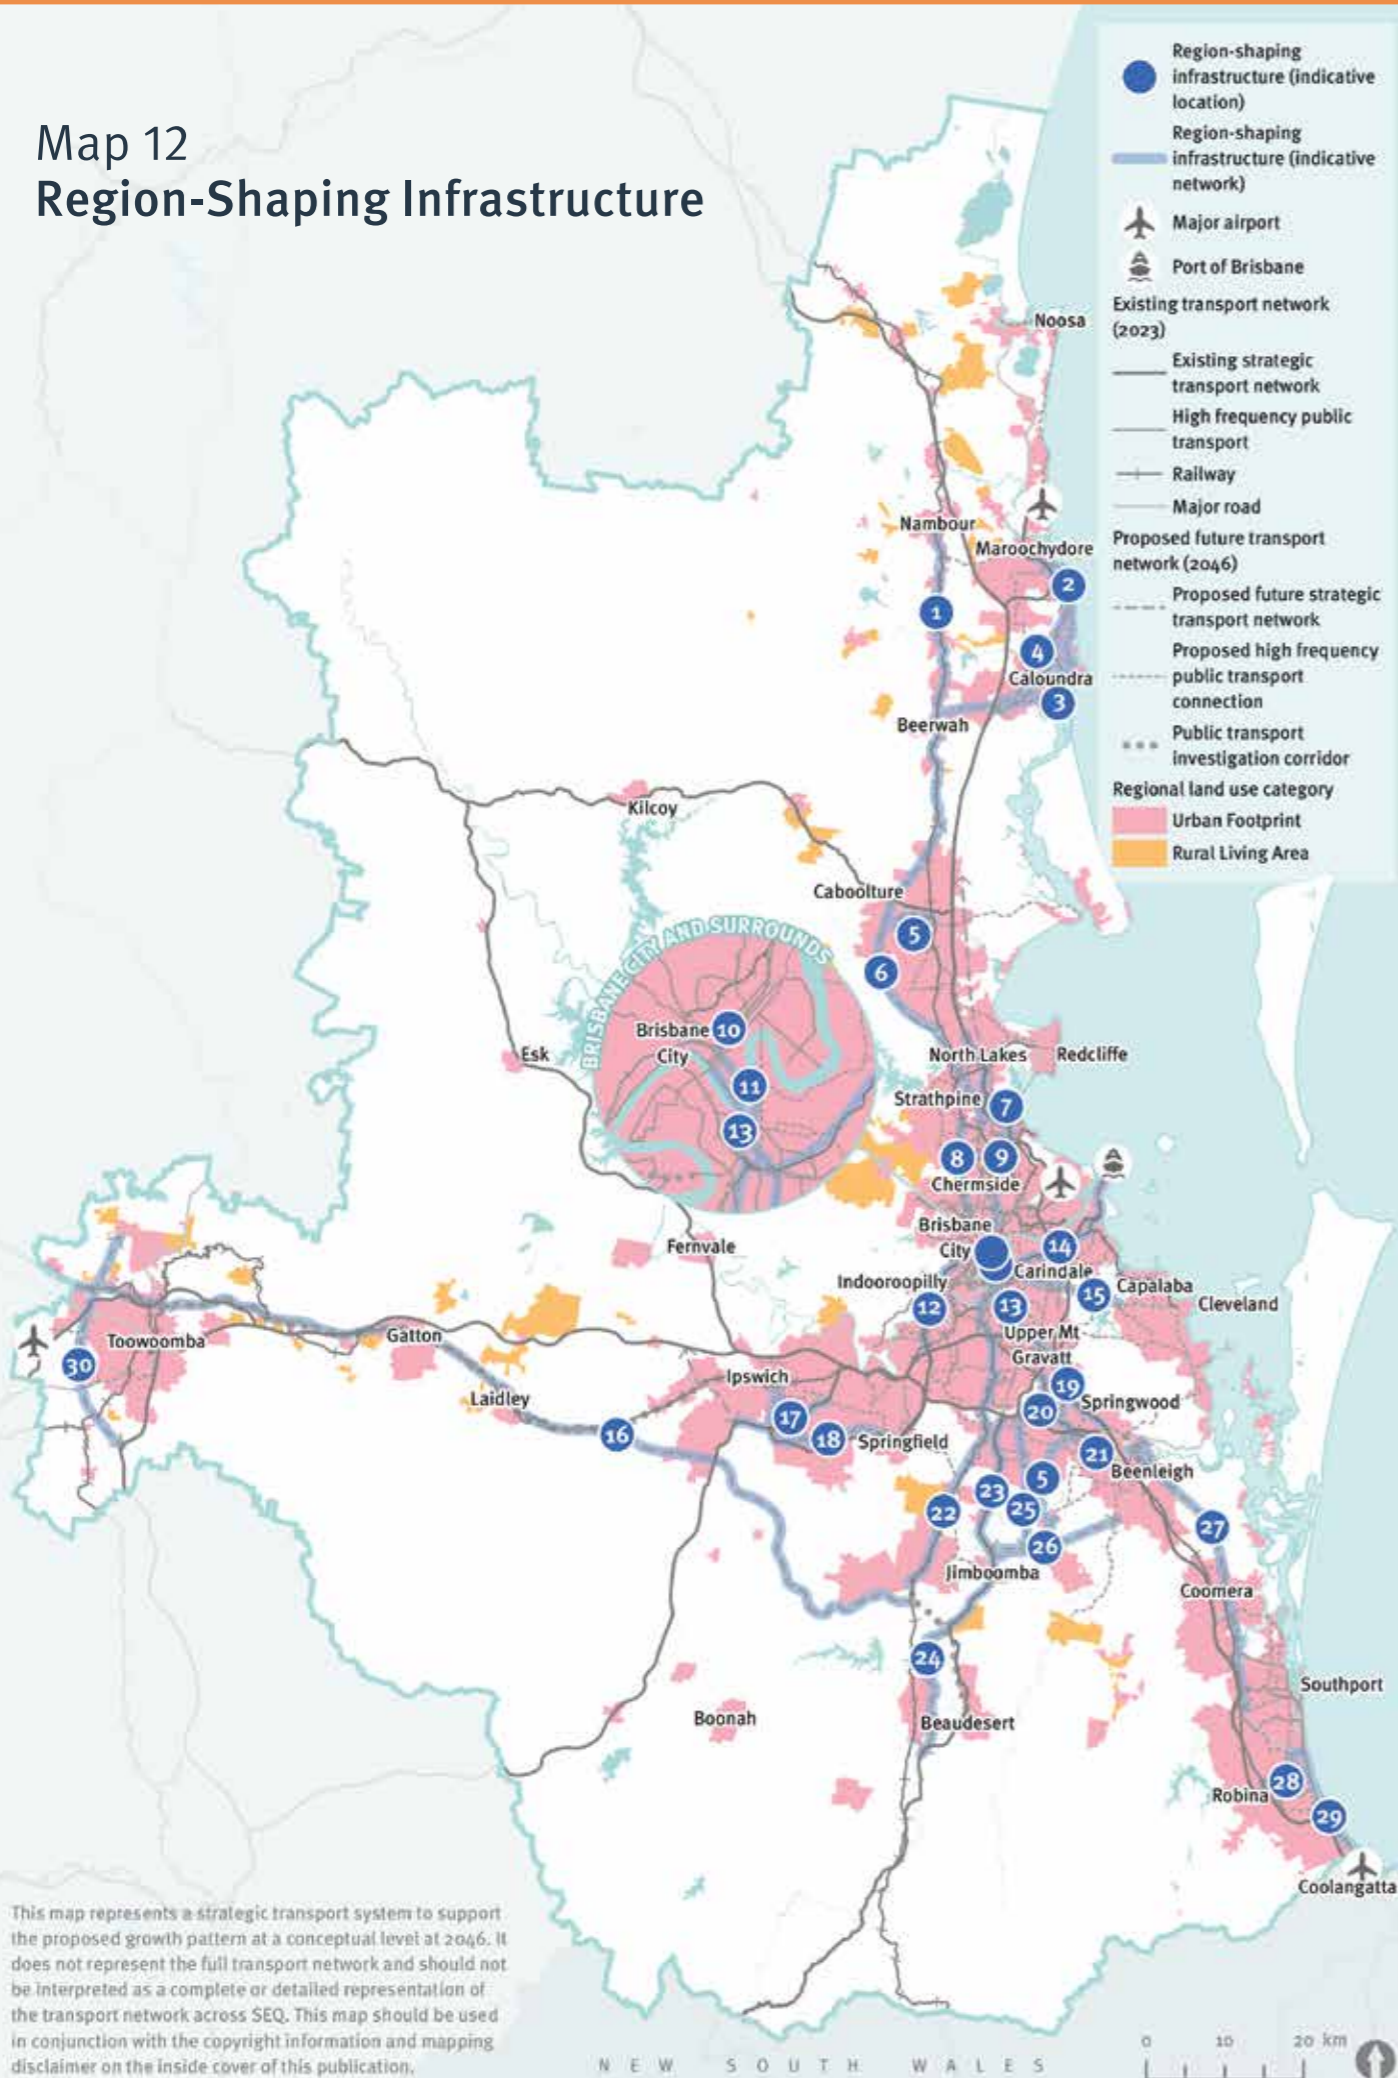 Map 12
Region-Shaping Infrastructure
Region-shaping
infrastructure (indicative
location)
Region-shaping
infrastructure (indicative
network)
Major airport
Port of Brisbane
Existing transport network
(2023)
Existing strategic
transport network
High frequency public
transport
Railway
Major road
Proposed future transport
network (2046)
Proposed future strategic
transport network
Proposed high frequency
public transport
connection
Public transport
investigation corridor
Regional land use category
Urban Footprint
Rural Living Area
Noosa
Nambour
Maroochydore
2
1
4
Caloundra
3
Beerwah
Kilcoy
Caboolture
5
6
BRISBANE CITY AND SURROUNDS
Brisbane
City
10
11
13
Esk
North Lakes
Redcliffe
Strathpine
7
8
9
Chermside
Brisbane
City
14
Fernvale
Carindale
Indooroopilly
15
Capalaba
Cleveland
12
13
Upper Mt
Gravatt
Toowoomba
Gatton
30
Ipswich
19
Laidley
Springwood
20
17
16
18
Springfield
21
Beenleigh
5
23
25
22
27
26
Jimboomba
Coomera
24
Southport
Boonah
Beaudesert
28
Robina
29
Coolangatta
This map represents a strategic transport system to support
the proposed growth pattern at a conceptual level at 2046. It
does not represent the full transport network and should not
be interpreted as a complete or detailed representation of
the transport network across SEQ. This map should be used
in conjunction with the copyright information and mapping
disclaimer on the inside cover of this publication.
NEW SOUTH WALES
0 10 20 km